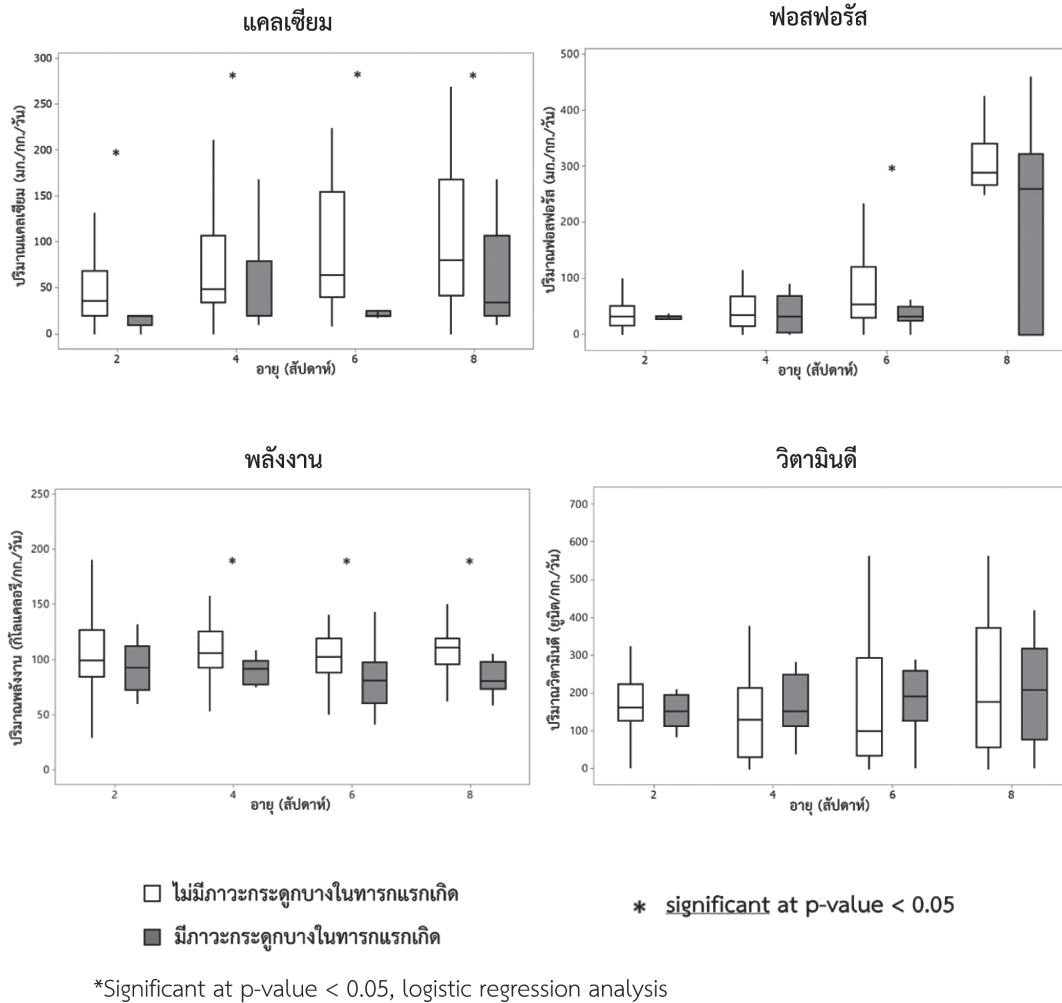 แคลเซียม
ปริมาณแคลเซียม (มก./กก./วัน)
300
250
200
150
100
50
0
* * * *
2 4 6 8
อายุ (สัปดาห์)
ฟอสฟอรัส
ปริมาณฟอสฟอรัส (มก./กก./วัน)
500
400
300
200
100
0
*
2 4 6 8
อายุ (สัปดาห์)
พลังงาน
ปริมาณพลังงาน (กิโลแคลอรี/กก./วัน)
250
200
150
100
50
0
* * *
2 4 6 8
อายุ (สัปดาห์)
วิตามินดี
ปริมาณวิตามินดี (ยูนิต/กก./วัน)
700
600
500
400
300
200
100
0
2 4 6 8
อายุ (สัปดาห์)
ไม่มีภาวะกระดูกบางในทารกแรกเกิด
มีภาวะกระดูกบางในทารกแรกเกิด
* significant at p-value < 0.05
*Significant at p-value < 0.05, logistic regression analysis